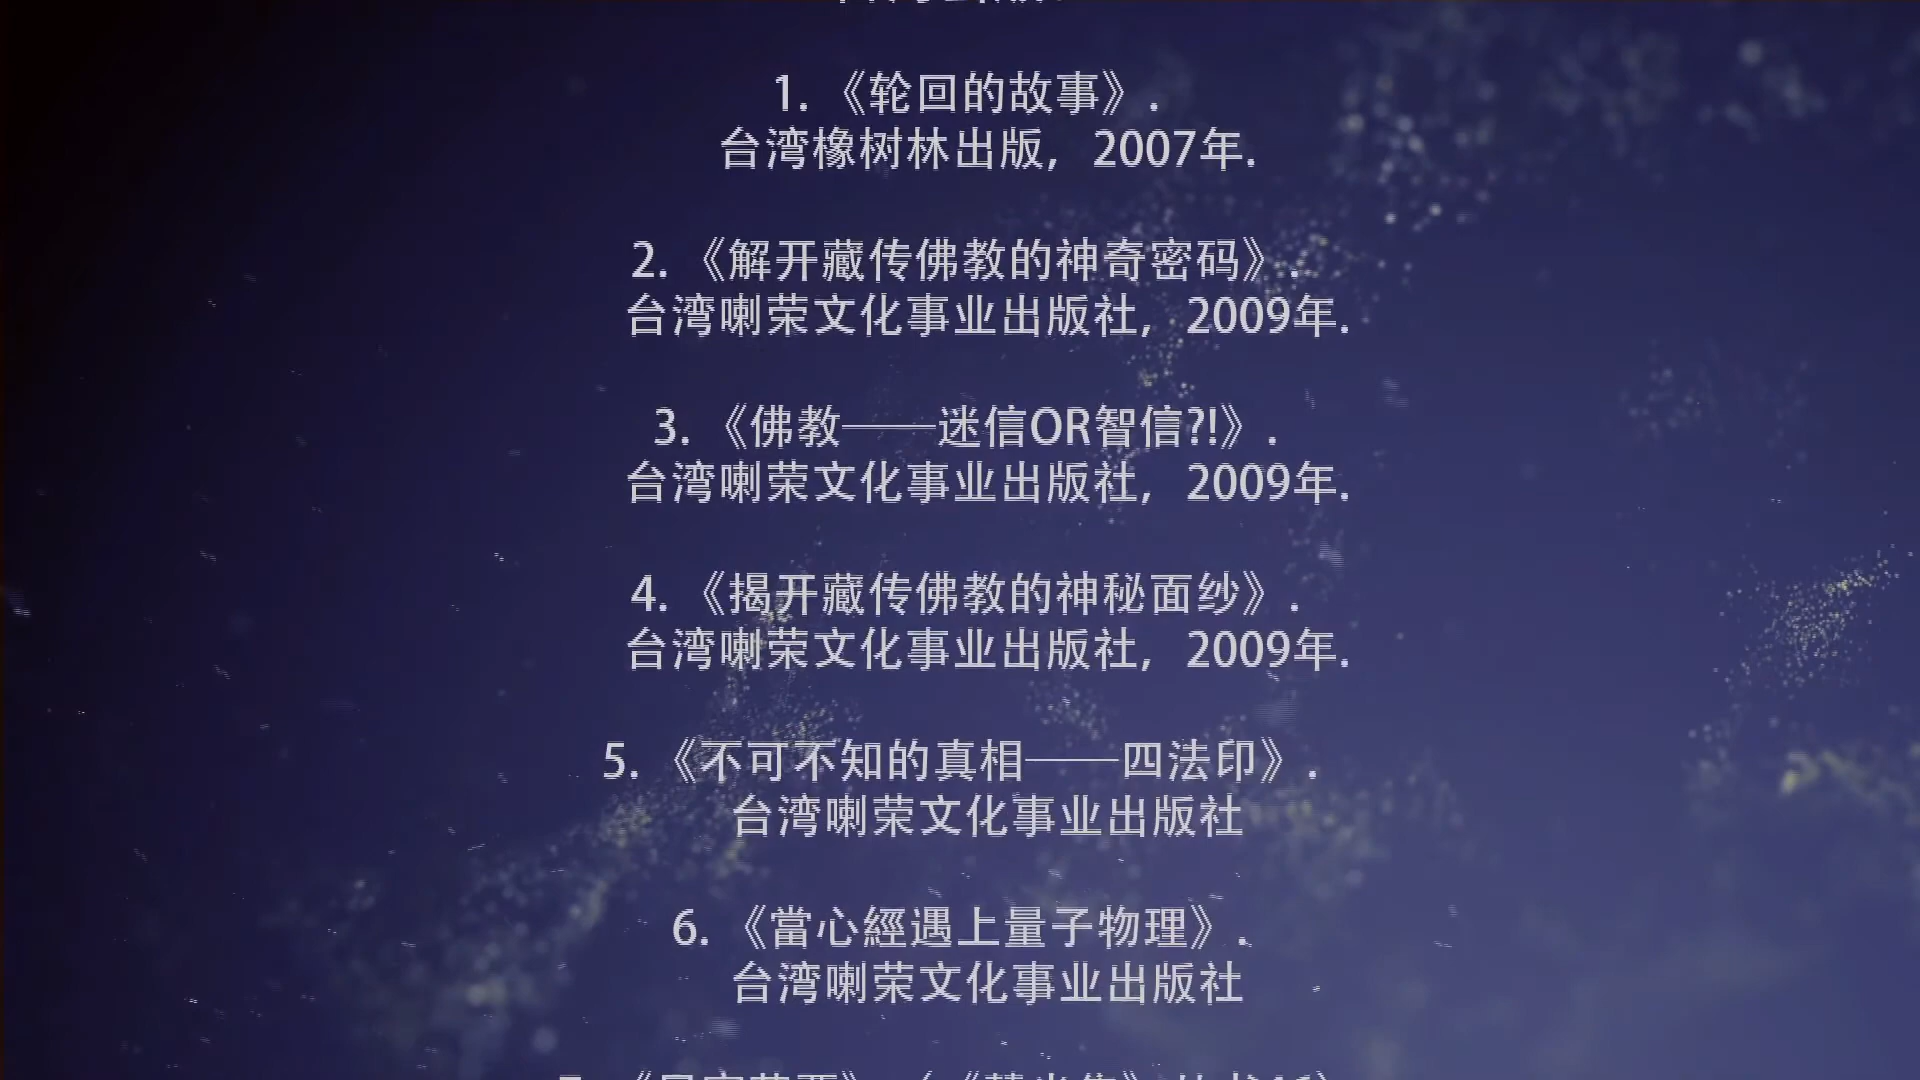 1. 《轮回的故事》.
台湾橡树林出版，2007年.
2. 《解开藏传佛教的神奇密码》.
台湾喇荣文化事业出版社，2009年.
3. 《佛教——迷信OR智信?!》.
台湾喇荣文化事业出版社，2009年.
4. 《揭开藏传佛教的神秘面纱》.
台湾喇荣文化事业出版社，2009年.
5. 《不可不知的真相——四法印》.
台湾喇荣文化事业出版社
6. 《當心經遇上量子物理》.
台湾喇荣文化事业出版社